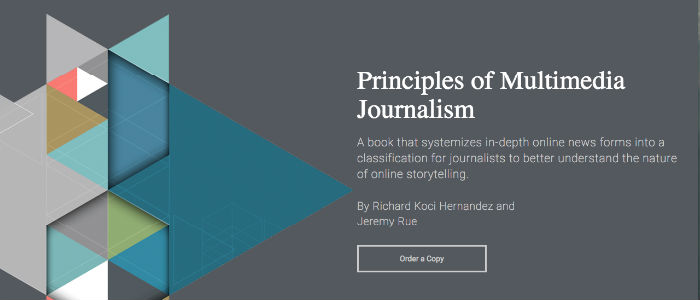 Principles of Multimedia
Journalism
A book that systemizes in-depth online news forms into a
classification for journalists to better understand the nature
of online storytelling.
By Richard Koci Hernandez and
Jeremy Rue
Order a Copy